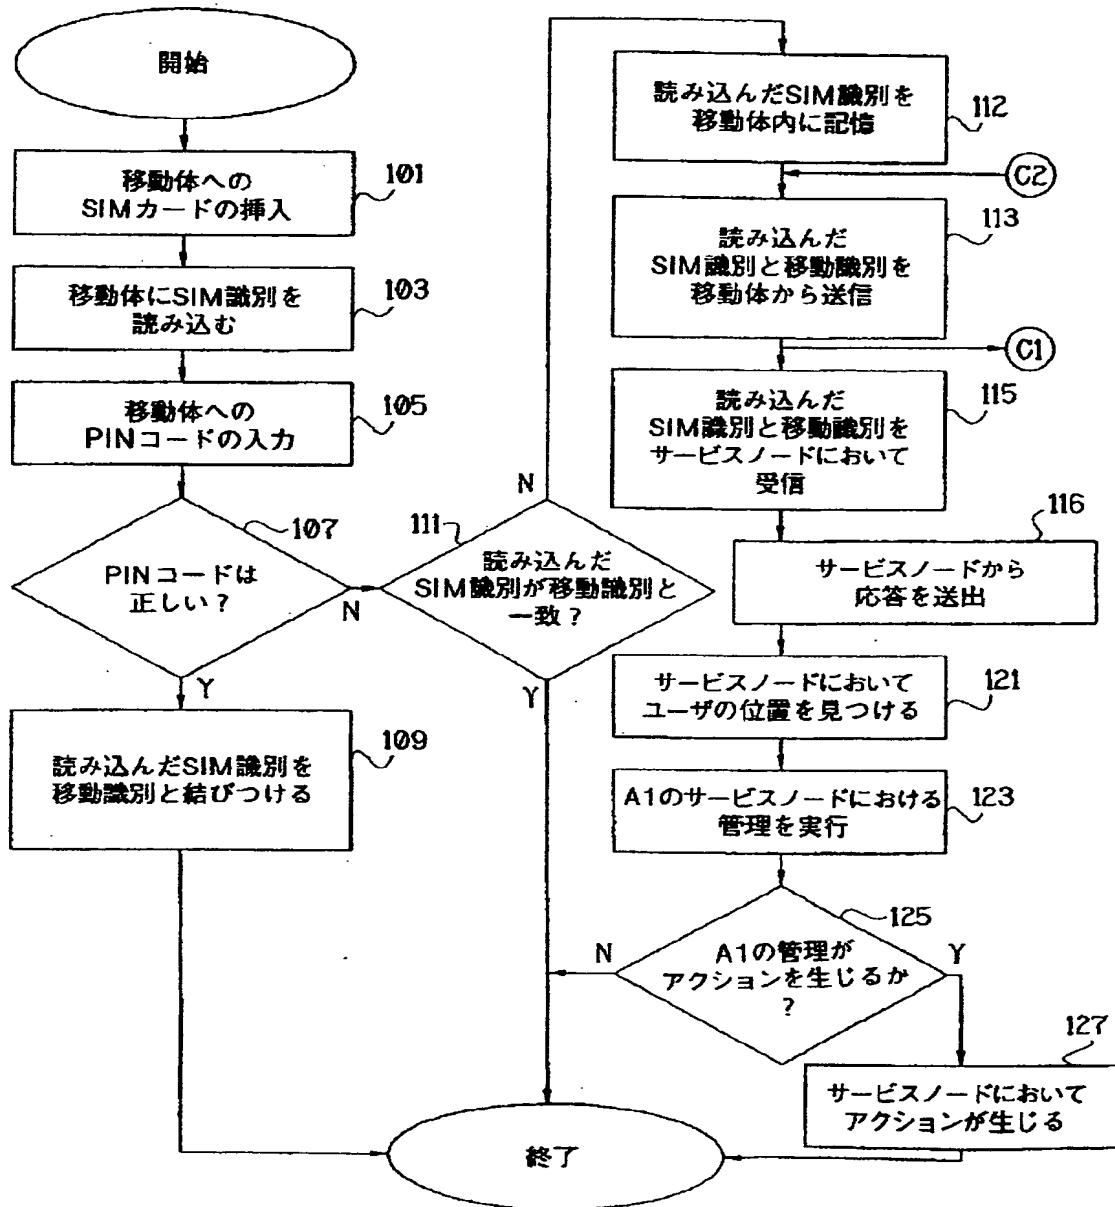 開始
移動体への
SIMカードの挿入
101
移動体にSIM識別を
読み込む
103
移動体への
PINコードの入力
105
PINコードは
正しい？
107
N
Y
読み込んだSIM識別を
移動識別と結びつける
109
111
読み込んだ
SIM識別が移動識別と
一致？
N
Y
読み込んだSIM識別を
移動体内に記憶
112
C2
読み込んだ
SIM識別と移動識別を
移動体から送信
113
C1
読み込んだ
SIM識別と移動識別を
サービスノードにおいて
受信
115
サービスノードから
応答を送出
116
サービスノードにおいて
ユーザの位置を見つける
121
A1のサービスノードにおける
管理を実行
123
A1の管理が
アクションを生じるか
？
125
N
Y
サービスノードにおいて
アクションが生じる
127
終了